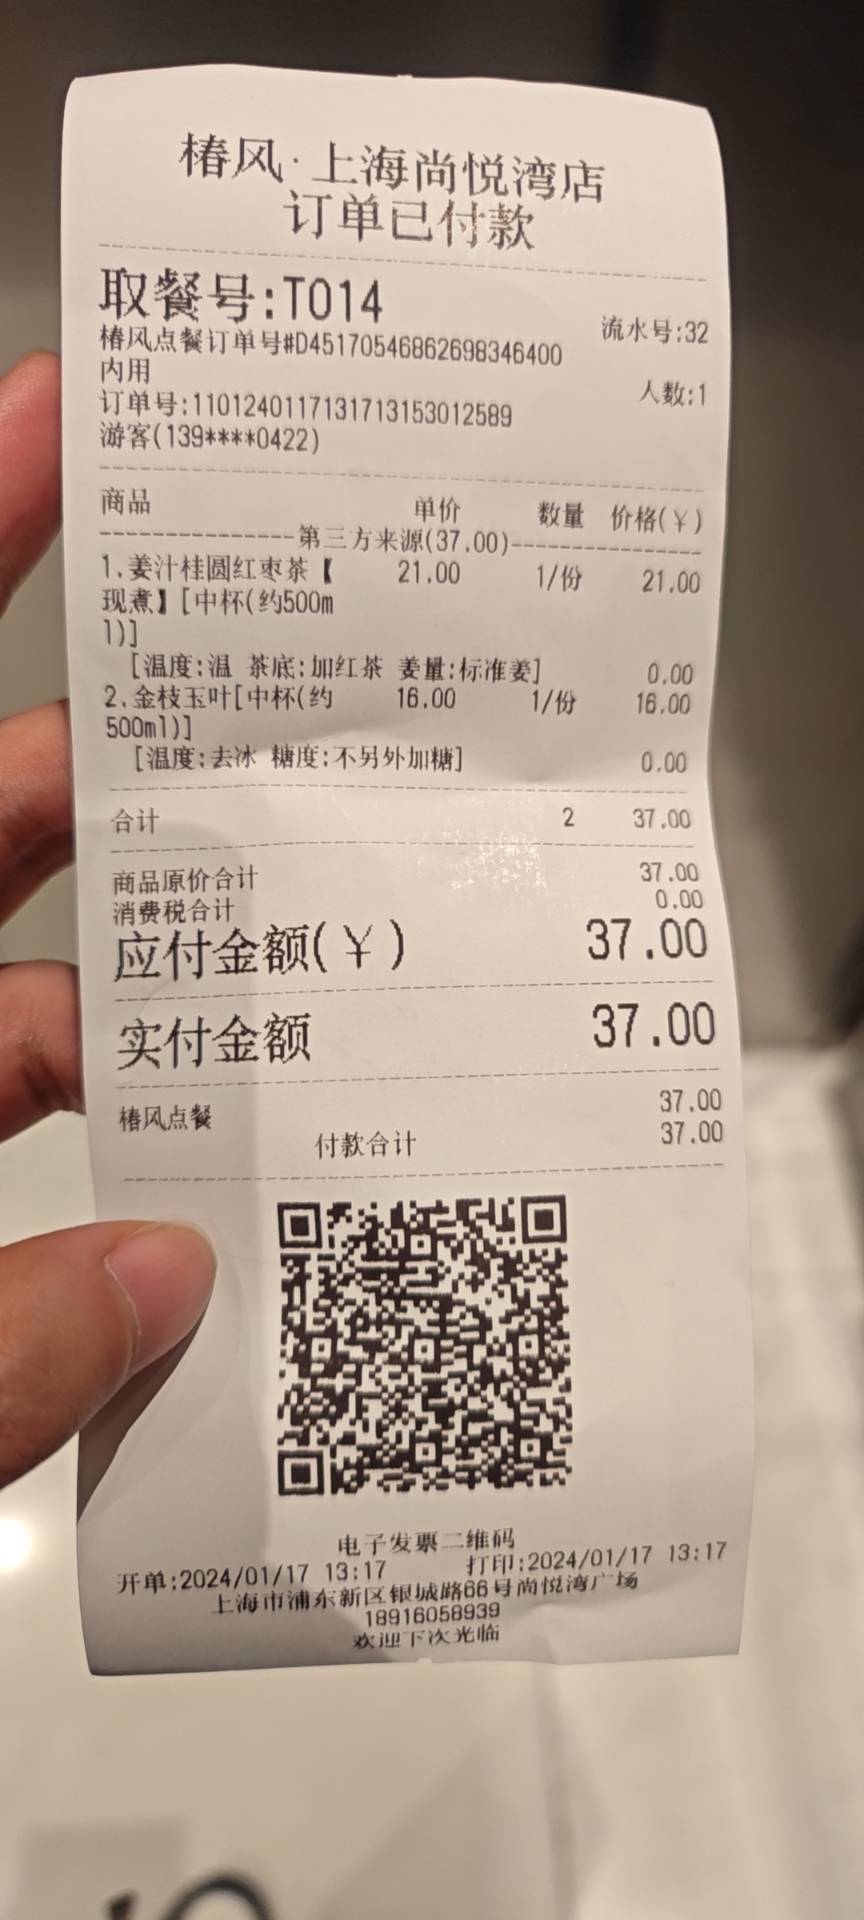 椿风·上海尚悦湾店
订单已付款
取餐号:T014
流水号:32
椿风点餐订单号#D451705468626983​46400
内用
人数:1
订单号:110124011713171​3153012589
游客(139****0422)
商品 单价 数量 价格(¥)
---------------第三方来源(37.00)---------------
1.姜汁桂圆红枣茶【 21.00 1/份 21.00
现煮】[中杯(约500m
l)]
[温度:温 茶底:加红茶 姜量:标准姜] 0.00
2.金枝玉叶[中杯(约 16.00 1/份 16.00
500ml)]
[温度:去冰 糖度:不另外加糖] 0.00
合计 2 37.00
商品原价合计 37.00
消费税合计 0.00
应付金额(¥) 37.00
实付金额 37.00
椿风点餐 37.00
付款合计 37.00
电子发票二维码
开单:2024/01/17 13:17 打印:2024/01/17 13:17
上海市浦东新区银城路66号尚悦湾广场
18916058939
欢迎下次光临